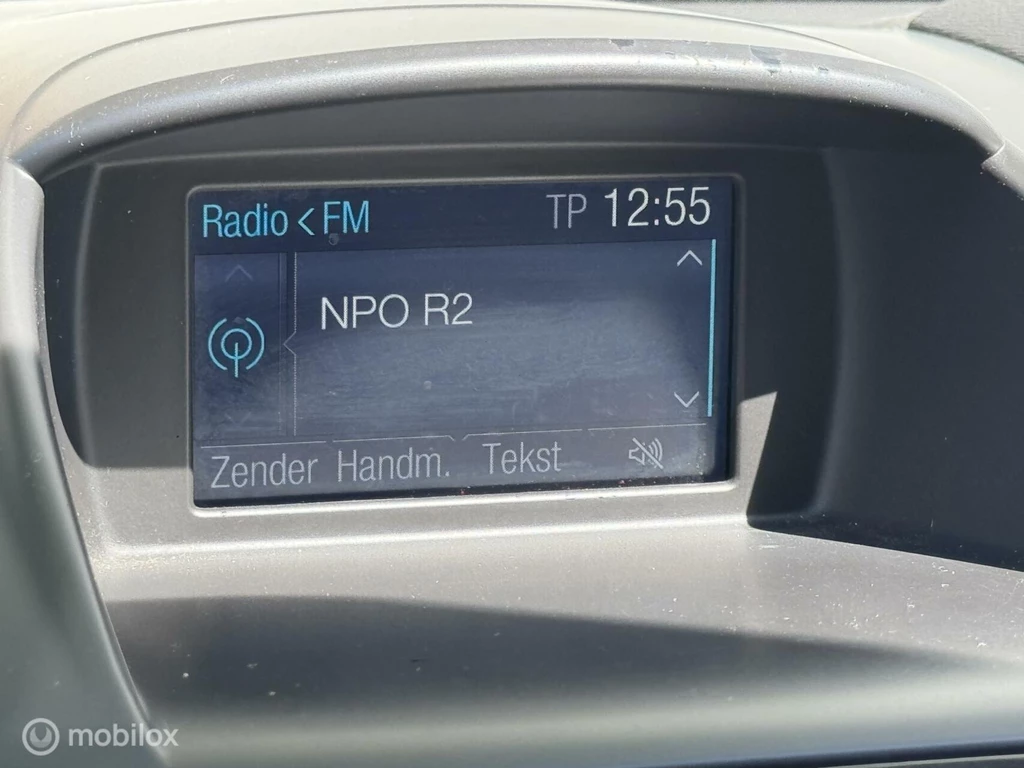 Radio < FM TP 12:55
NPO R2
Zender Handm. Tekst
mobilox